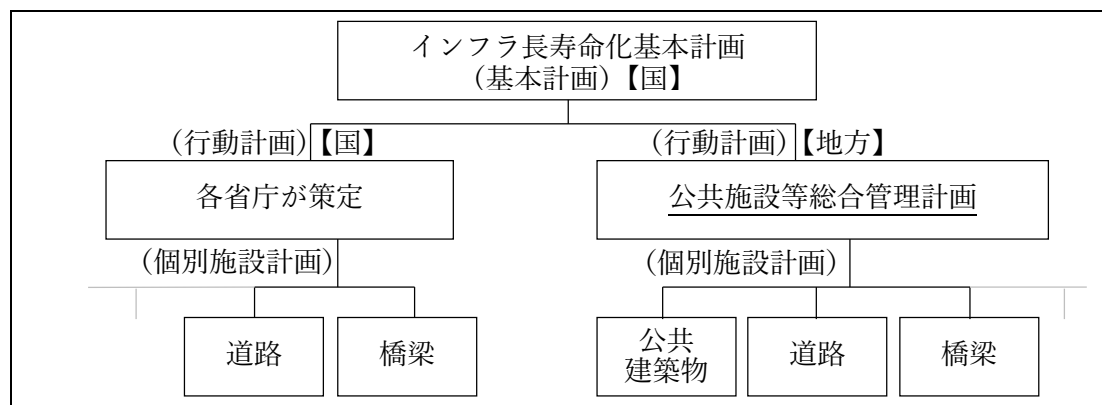 インフラ長寿命化基本計画
(基本計画)【国】
(行動計画)【国】
(行動計画)【地方】
各省庁が策定
公共施設等総合管理計画
(個別施設計画)
(個別施設計画)
道路
橋梁
公共
建築物
道路
橋梁